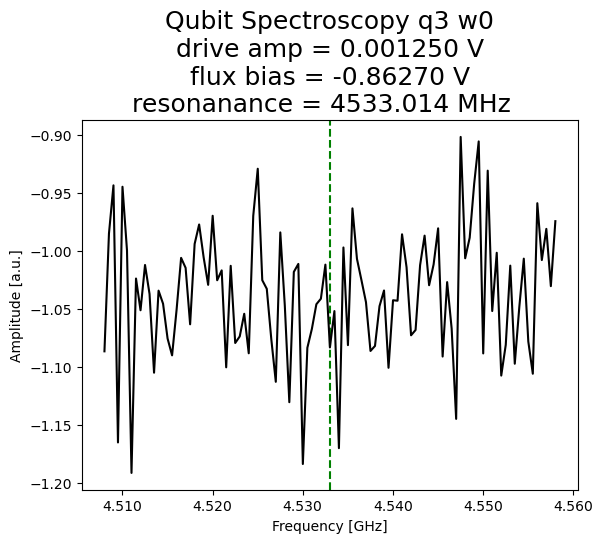 Qubit Spectroscopy q3 w0
drive amp = 0.001250 V
flux bias = -0.86270 V
resonanance = 4533.014 MHz
−0.90
−0.95
−1.00
−1.05
−1.10
−1.15
−1.20
Amplitude [a.u.]
4.510 4.520 4.530 4.540 4.550 4.560
Frequency [GHz]